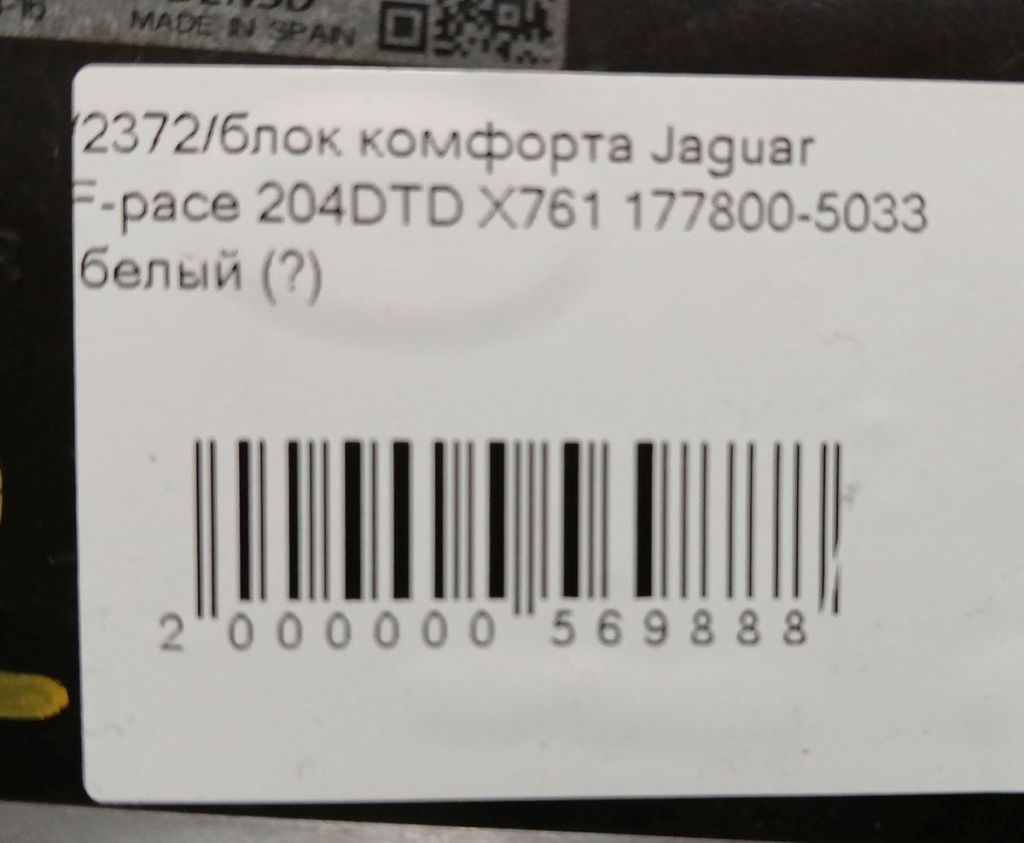 MADE IN SPAIN
/2372/блок комфорта Jaguar
F-pace 204DTD X761 177800-5033
белый (?)
2 000000 569888